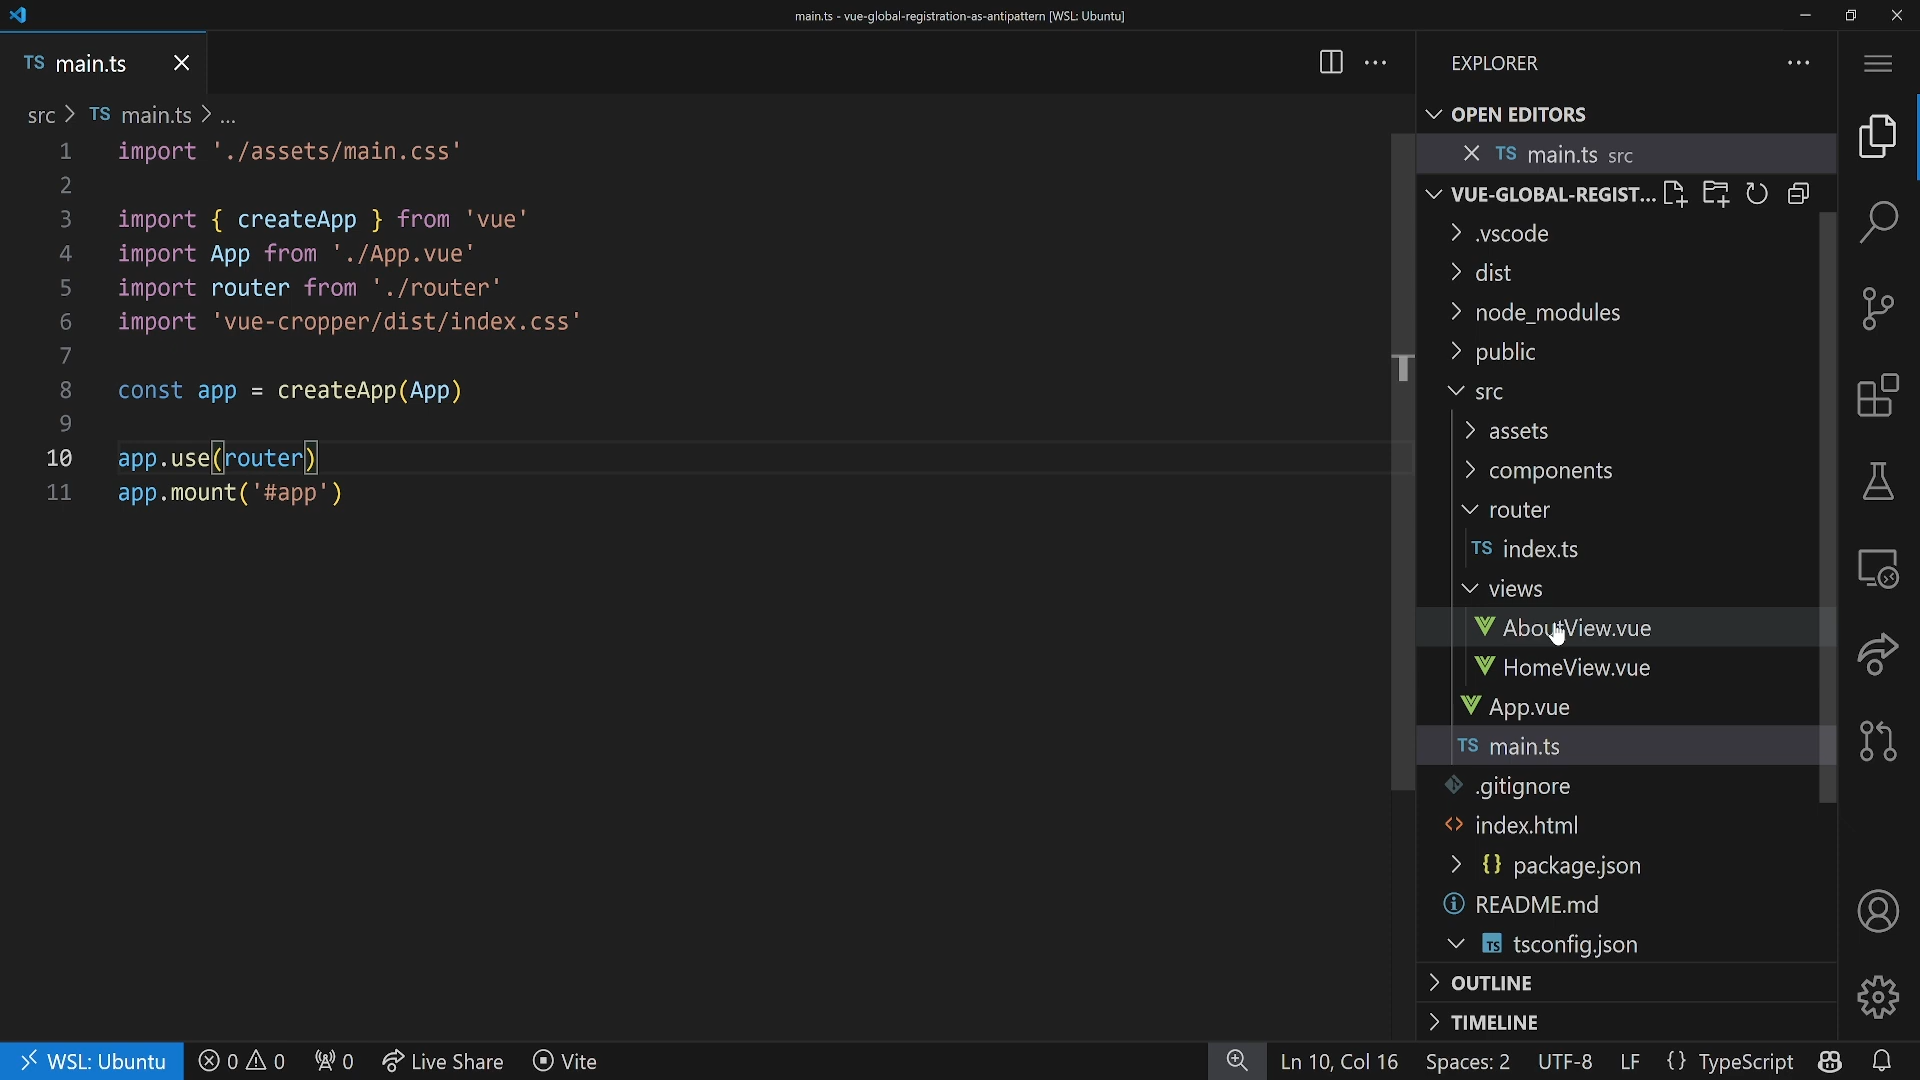 main.ts - vue-global-registration-as-antipattern [WSL: Ubuntu]
TS main.ts
src > TS main.ts > ...
1 import './assets/main.css'
2
3 import { createApp } from 'vue'
4 import App from './App.vue'
5 import router from './router'
6 import 'vue-cropper/dist/index.css'
7
8 const app = createApp(App)
9
10 app.use(router)
11 app.mount('#app')
EXPLORER
OPEN EDITORS
TS main.ts src
VUE-GLOBAL-REGIST...
.vscode
dist
node_modules
public
src
assets
components
router
TS index.ts
views
AboutView.vue
HomeView.vue
App.vue
TS main.ts
.gitignore
index.html
{} package.json
README.md
TS tsconfig.json
OUTLINE
TIMELINE
WSL: Ubuntu 0 0 0 Live Share Vite Ln 10, Col 16 Spaces: 2 UTF-8 LF {} TypeScript